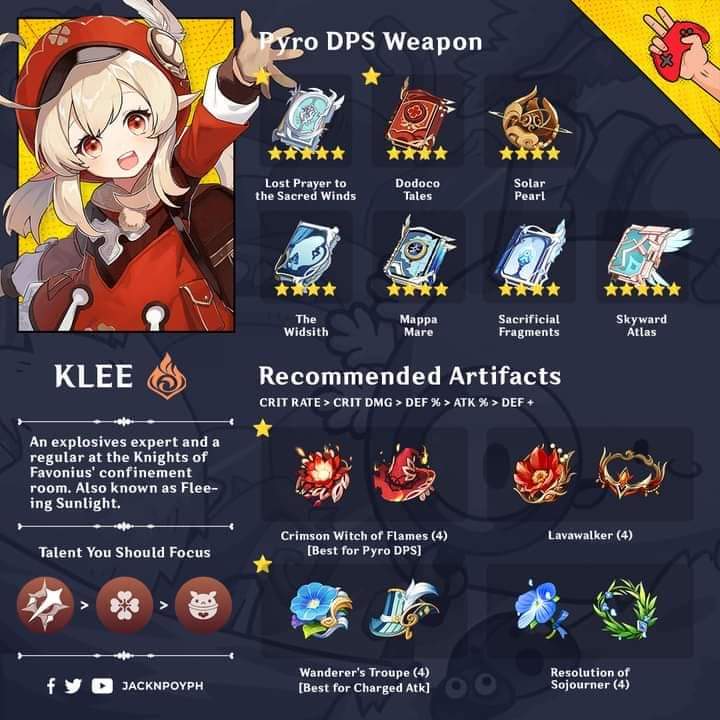 Pyro DPS Weapon
Lost Prayer to
the Sacred Winds
Dodoco
Tales
Solar
Pearl
The
Widsith
Mappa
Mare
Sacrificial
Fragments
Skyward
Atlas
KLEE
An explosives expert and a
regular at the Knights of
Favonius' confinement
room. Also known as Flee-
ing Sunlight.
Talent You Should Focus
> >
JACKNPOYPH
Recommended Artifacts
CRIT RATE > CRIT DMG > DEF % > ATK % > DEF +
Crimson Witch of Flames (4)
[Best for Pyro DPS]
Lavawalker (4)
Wanderer's Troupe (4)
[Best for Charged Atk]
Resolution of
Sojourner (4)